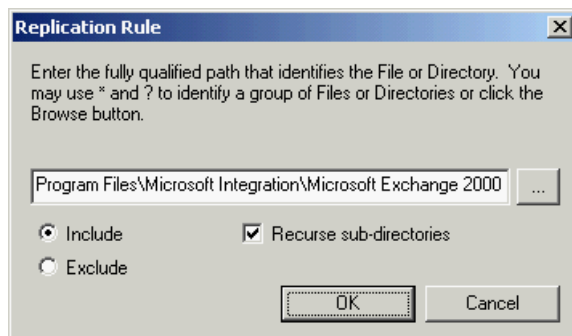 Replication Rule
Enter the fully qualified path that identifies the File or Directory. You
may use * and ? to identify a group of Files or Directories or click the
Browse button.
Program Files\Microsoft Integration\Microsoft Exchange 2000 ...
Include Recurse sub-directories
Exclude
OK Cancel